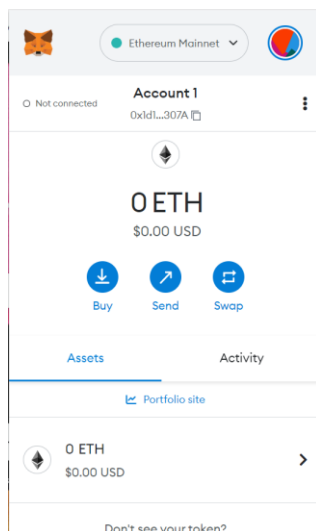 Ethereum Mainnet
Not connected
Account 1
0x1d1...307A
0 ETH
$0.00 USD
Buy Send Swap
Assets Activity
Portfolio site
0 ETH
$0.00 USD
Don't see your token?